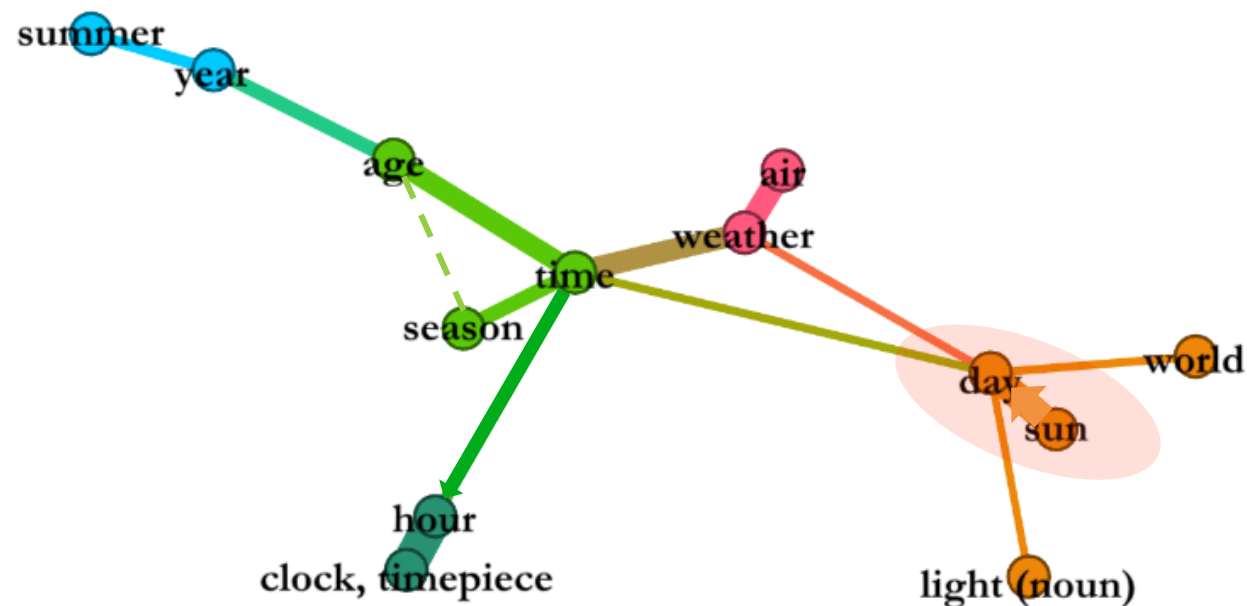 summer
year
age
air
weather
time
season
world
day
sun
hour
clock, timepiece
light (noun)